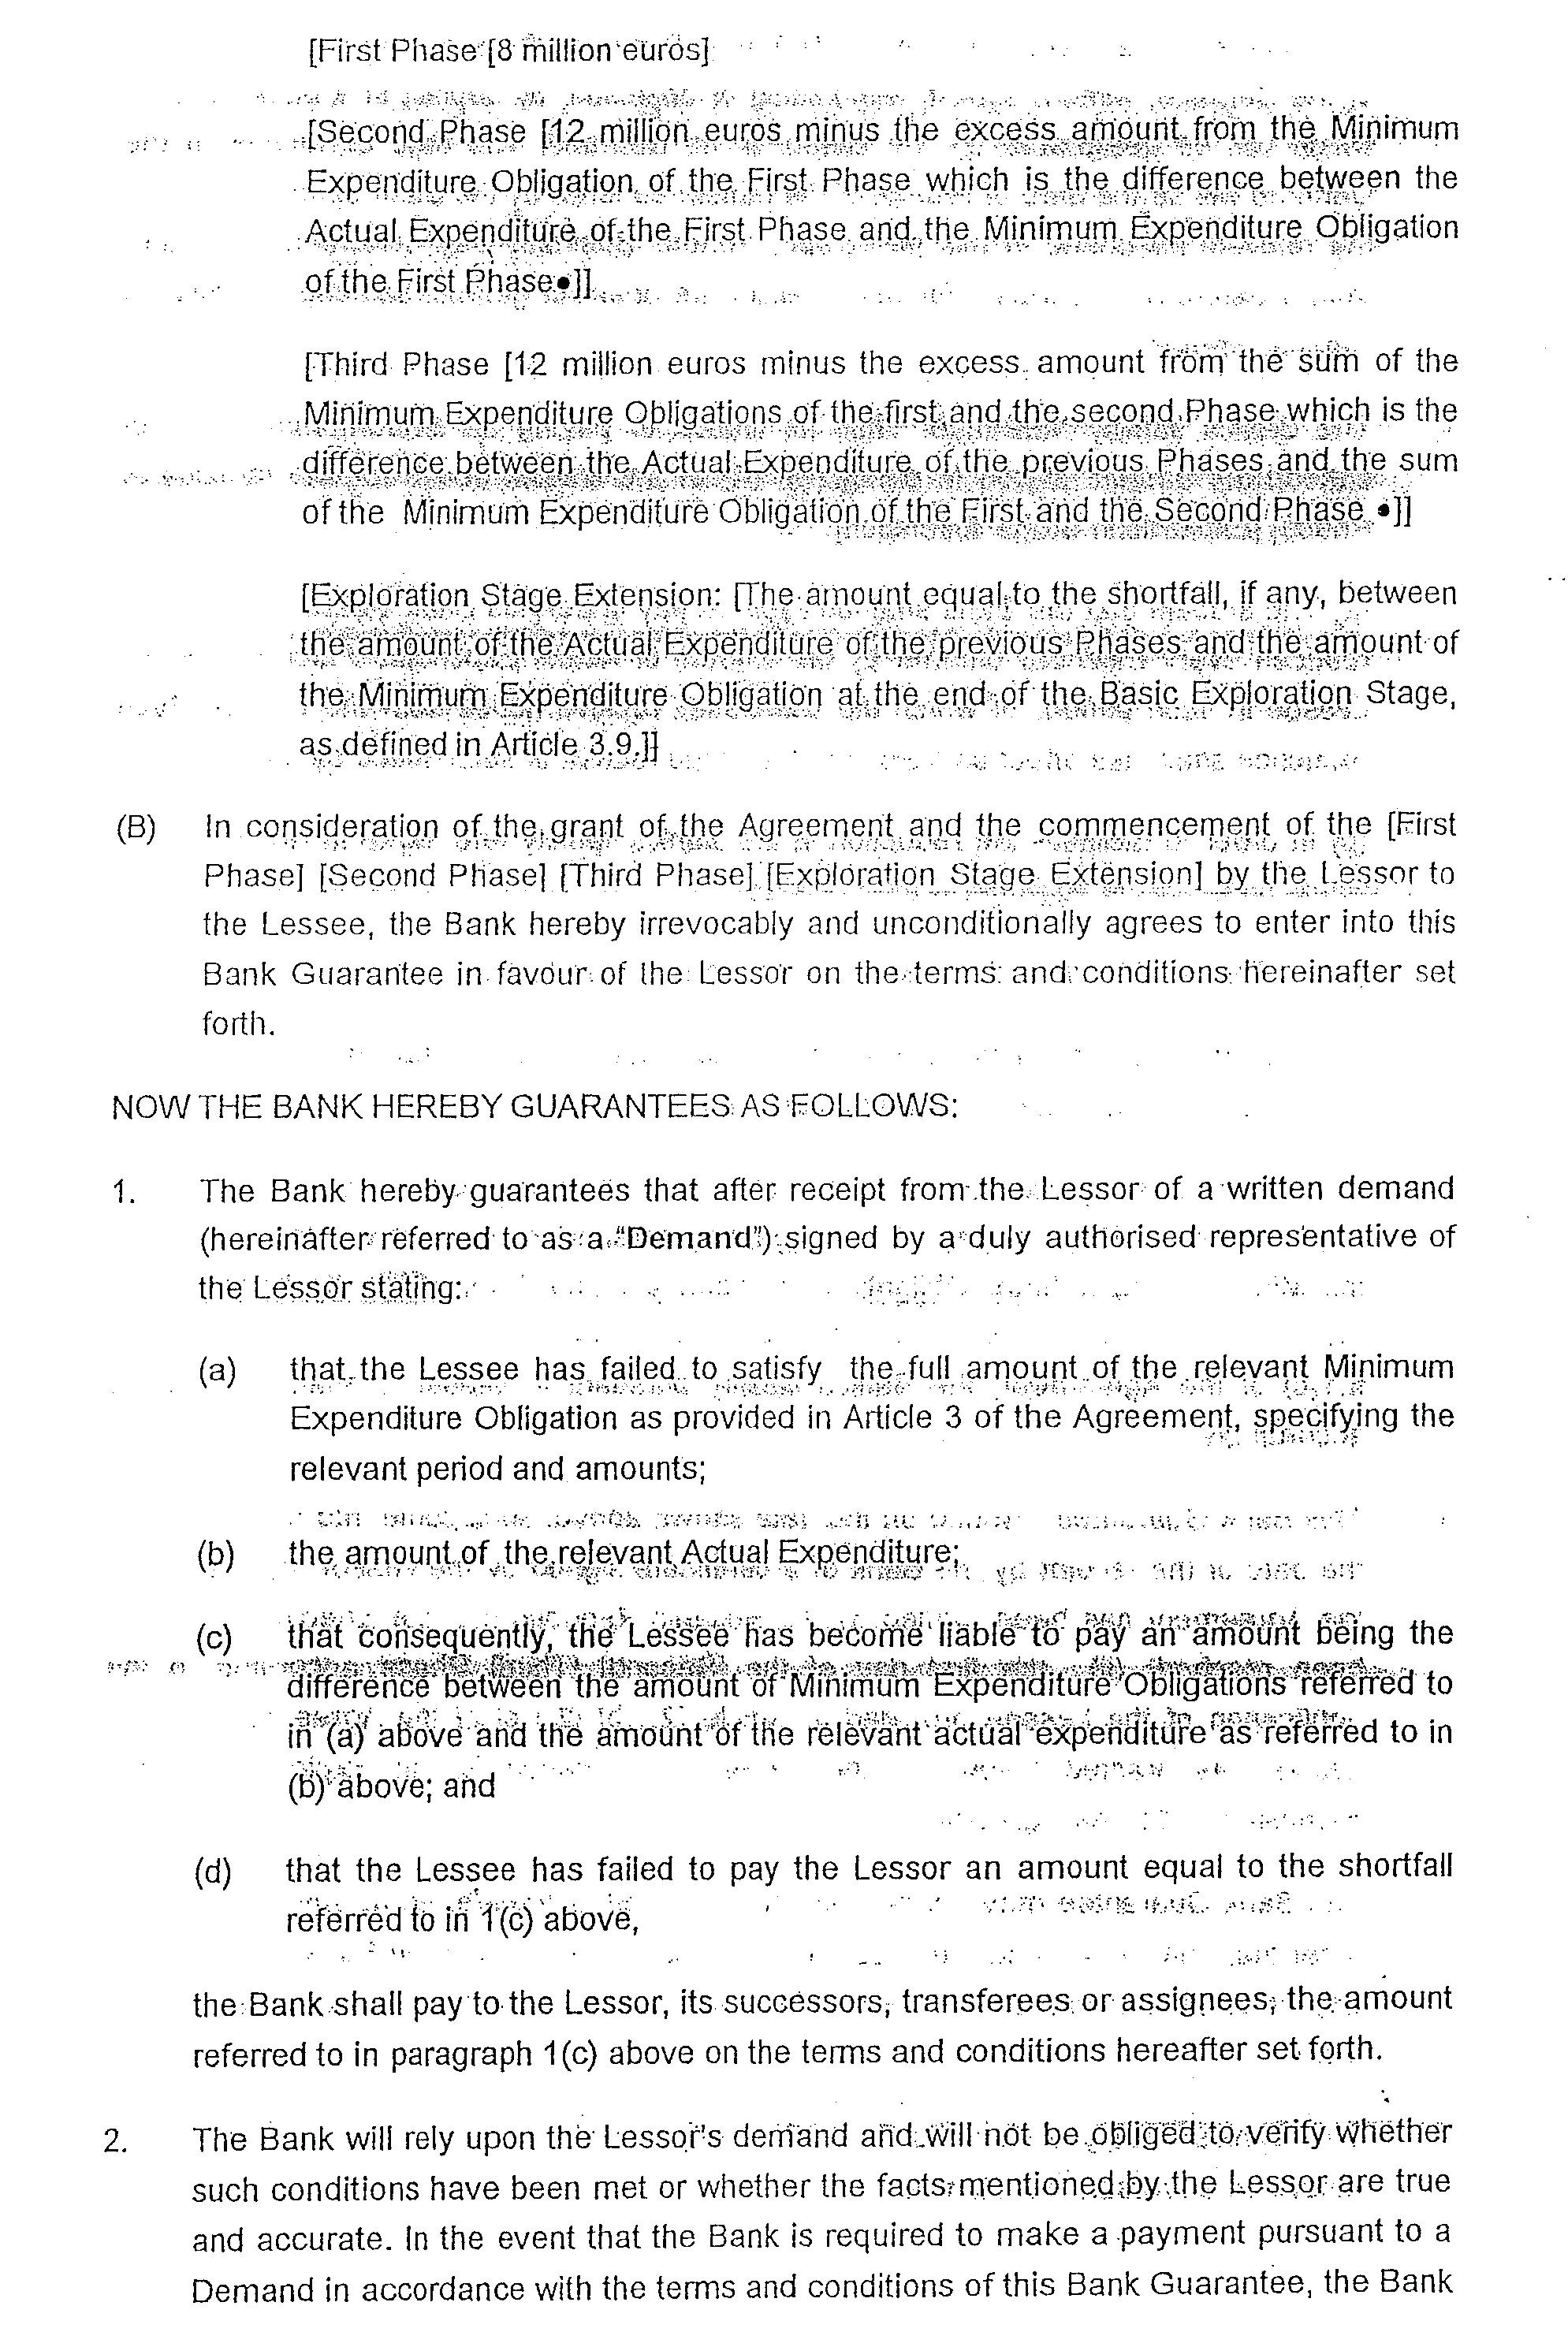 [First Phase [8 million euros]
[Second Phase [12 million euros minus the excess amount from the Minimum
Expenditure Obligation of the First Phase which is the difference between the
Actual Expenditure of the First Phase and the Minimum Expenditure Obligation
of the First Phase●]]
[Third Phase [12 million euros minus the excess amount from the sum of the
Minimum Expenditure Obligations of the first and the second Phase which is the
difference between the Actual Expenditure of the previous Phases and the sum
of the Minimum Expenditure Obligation of the First and the Second Phase ●]]
[Exploration Stage Extension: [The amount equal to the shortfall, if any, between
the amount of the Actual Expenditure of the previous Phases and the amount of
the Minimum Expenditure Obligation at the end of the Basic Exploration Stage,
as defined in Article 3.9.]]
(B) In consideration of the grant of the Agreement and the commencement of the [First
Phase] [Second Phase] [Third Phase] [Exploration Stage Extension] by the Lessor to
the Lessee, the Bank hereby irrevocably and unconditionally agrees to enter into this
Bank Guarantee in favour of the Lessor on the terms and conditions hereinafter set
forth.
NOW THE BANK HEREBY GUARANTEES AS FOLLOWS:
1. The Bank hereby guarantees that after receipt from the Lessor of a written demand
(hereinafter referred to as a "Demand") signed by a duly authorised representative of
the Lessor stating:
(a) that the Lessee has failed to satisfy the full amount of the relevant Minimum
Expenditure Obligation as provided in Article 3 of the Agreement, specifying the
relevant period and amounts;
(b) the amount of the relevant Actual Expenditure;
(c) that consequently, the Lessee has become liable to pay an amount being the
difference between the amount of Minimum Expenditure Obligations referred to
in (a) above and the amount of the relevant actual expenditure as referred to in
(b) above; and
(d) that the Lessee has failed to pay the Lessor an amount equal to the shortfall
referred to in 1(c) above,
the Bank shall pay to the Lessor, its successors, transferees or assignees, the amount
referred to in paragraph 1(c) above on the terms and conditions hereafter set forth.
2. The Bank will rely upon the Lessor's demand and will not be obliged to verify whether
such conditions have been met or whether the facts mentioned by the Lessor are true
and accurate. In the event that the Bank is required to make a payment pursuant to a
Demand in accordance with the terms and conditions of this Bank Guarantee, the Bank